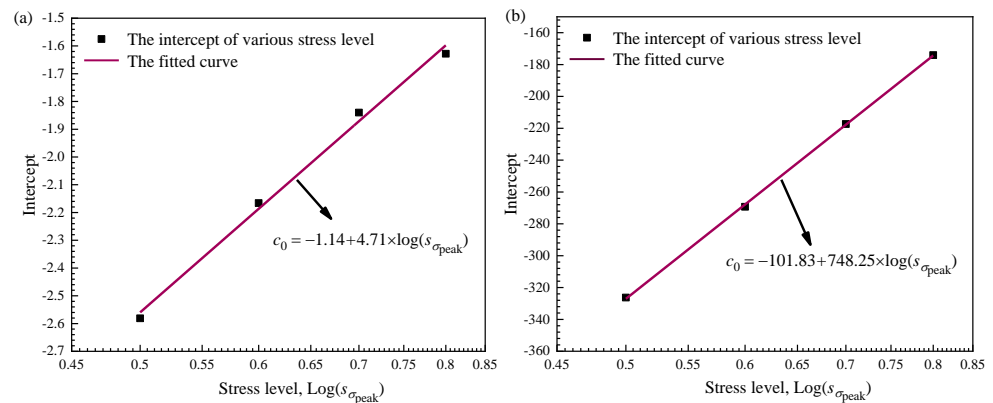 (a)
The intercept of various stress level
The fitted curve
-1.5
-1.6
-1.7
-1.8
-1.9
-2.0
-2.1
-2.2
-2.3
-2.4
-2.5
-2.6
-2.7
Intercept
c₀ = −1.14+4.71×log(s_σpeak)
0.45 0.5 0.55 0.6 0.65 0.7 0.75 0.8 0.85
Stress level, Log(s_σpeak)
(b)
The intercept of various stress level
The fitted curve
-160
-180
-200
-220
-240
-260
-280
-300
-320
-340
-360
Intercept
c₀ = −101.83+748.25×log(s_σpeak)
0.45 0.5 0.55 0.6 0.65 0.7 0.75 0.8 0.85
Stress level, Log(s_σpeak)